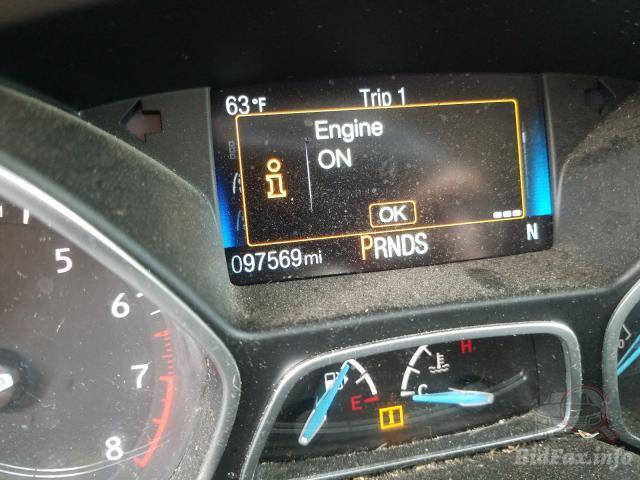 63°F
Trip 1
Engine
ON
OK
097569mi
PRNDS
N
5
6
7
8
E
H
C
BidFax.info